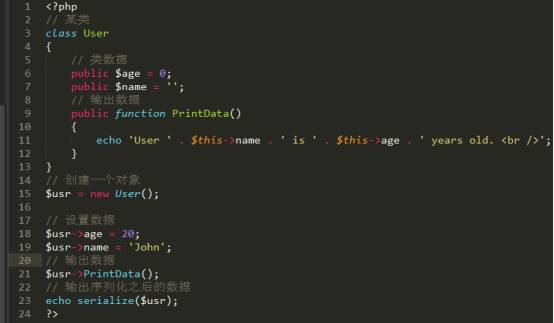 1 <?php
2 // 某类
3 class User
4 {
5 // 类数据
6 public $age = 0;
7 public $name = '';
8 // 输出数据
9 public function PrintData()
10 {
11 echo 'User ' . $this->name . ' is ' . $this->age . ' years old. <br />';
12 }
13 }
14 // 创建一个对象
15 $usr = new User();
16
17 // 设置数据
18 $usr->age = 20;
19 $usr->name = 'John';
20 // 输出数据
21 $usr->PrintData();
22 // 输出序列化之后的数据
23 echo serialize($usr);
24 ?>